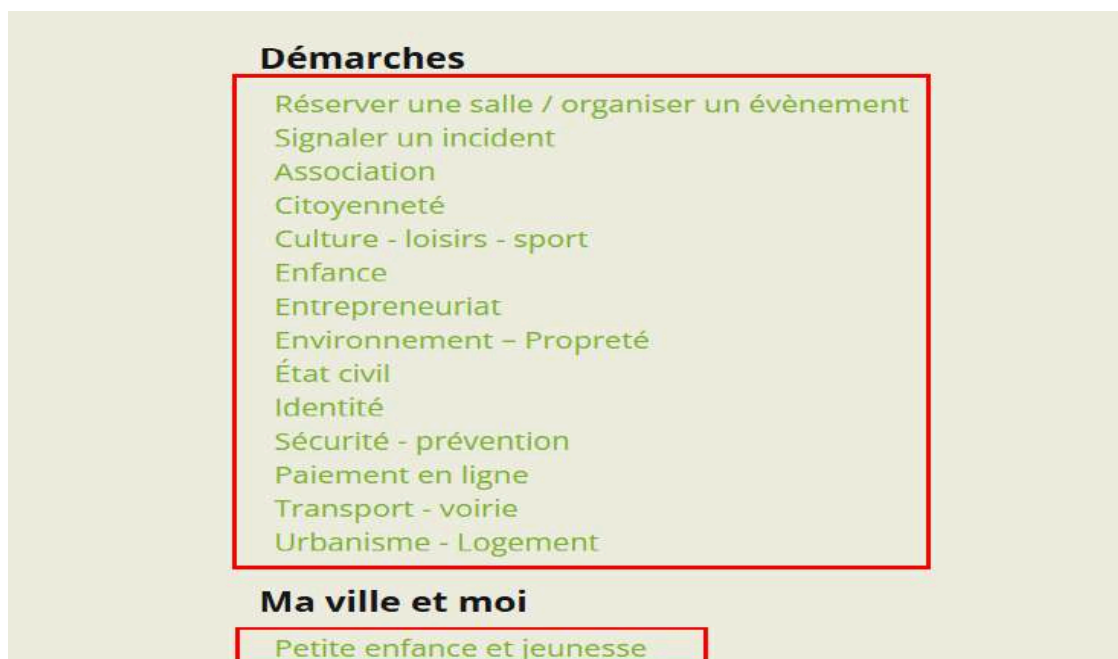 Démarches
Réserver une salle / organiser un évènement
Signaler un incident
Association
Citoyenneté
Culture - loisirs - sport
Enfance
Entrepreneuriat
Environnement – Propreté
État civil
Identité
Sécurité - prévention
Paiement en ligne
Transport - voirie
Urbanisme - Logement
Ma ville et moi
Petite enfance et jeunesse